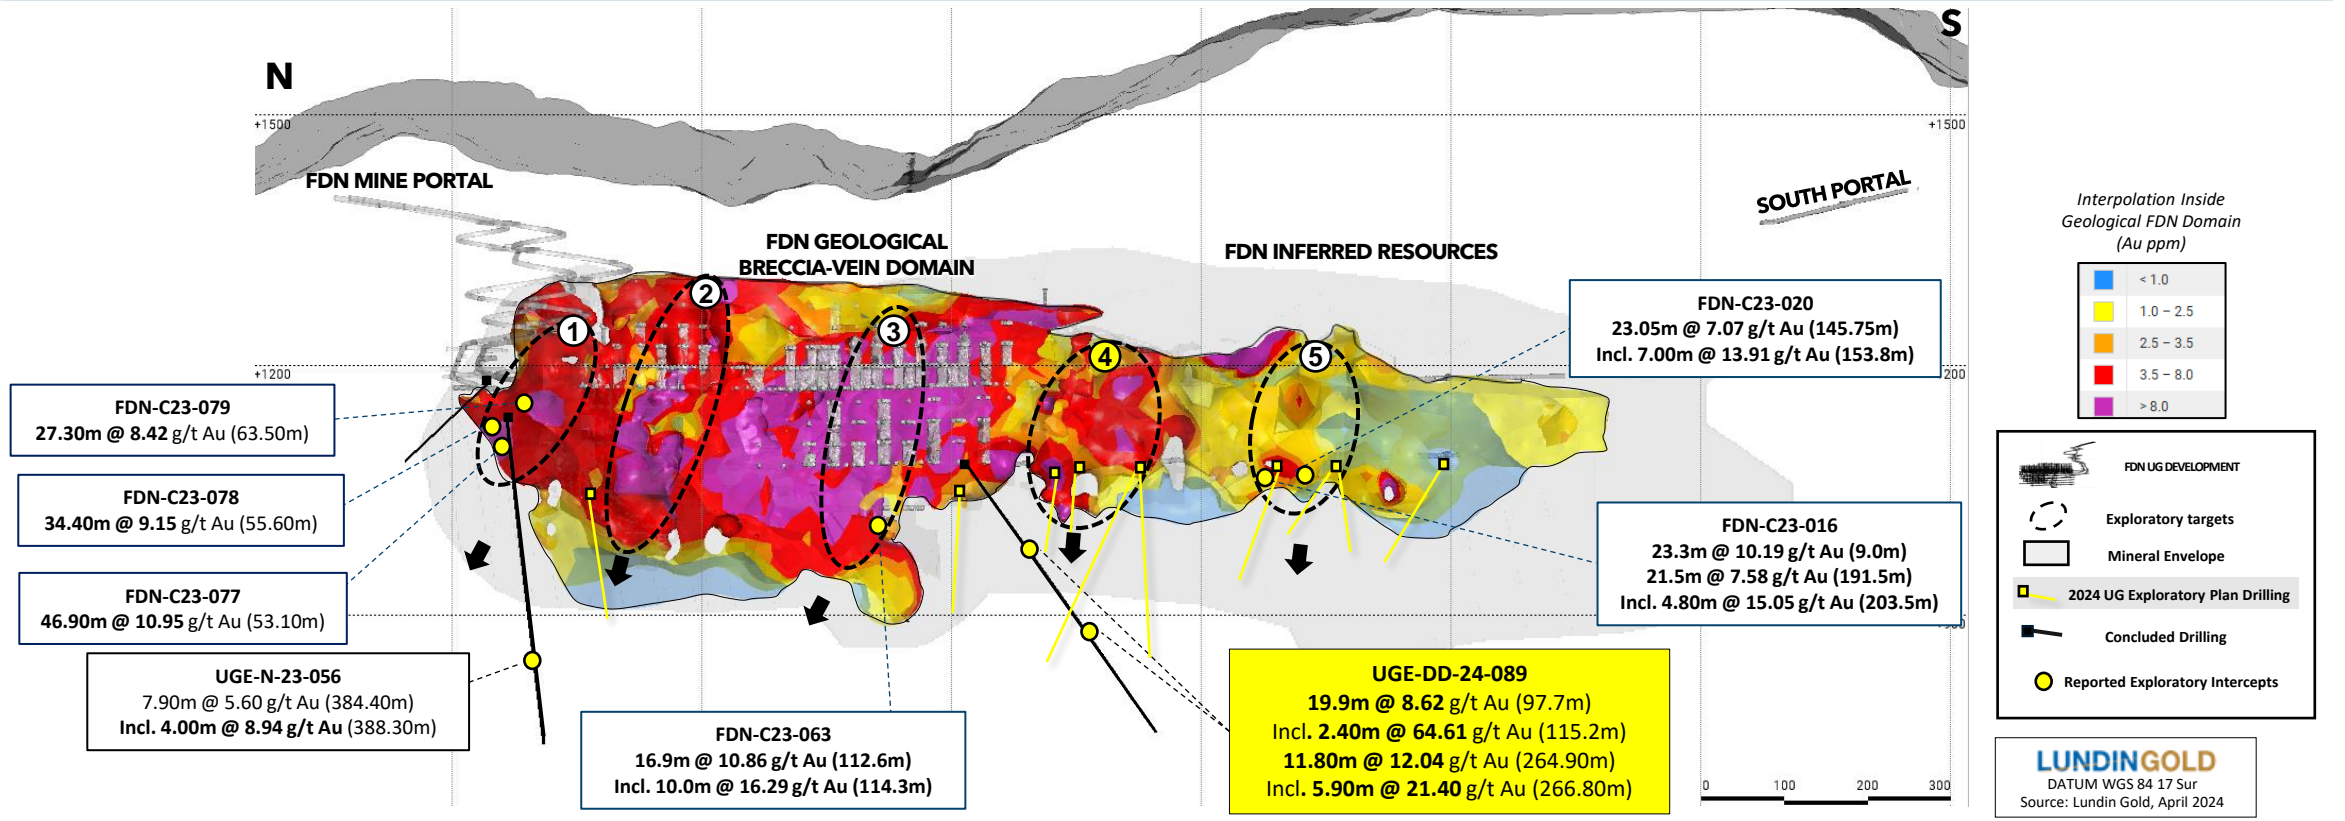 N
S
+1500
+1500
FDN MINE PORTAL
SOUTH PORTAL
FDN GEOLOGICAL
BRECCIA-VEIN DOMAIN
FDN INFERRED RESOURCES
+1200
1
2
3
4
5
FDN-C23-079
27.30m @ 8.42 g/t Au (63.50m)
FDN-C23-078
34.40m @ 9.15 g/t Au (55.60m)
FDN-C23-077
46.90m @ 10.95 g/t Au (53.10m)
UGE-N-23-056
7.90m @ 5.60 g/t Au (384.40m)
Incl. 4.00m @ 8.94 g/t Au (388.30m)
FDN-C23-063
16.9m @ 10.86 g/t Au (112.6m)
Incl. 10.0m @ 16.29 g/t Au (114.3m)
UGE-DD-24-089
19.9m @ 8.62 g/t Au (97.7m)
Incl. 2.40m @ 64.61 g/t Au (115.2m)
11.80m @ 12.04 g/t Au (264.90m)
Incl. 5.90m @ 21.40 g/t Au (266.80m)
FDN-C23-020
23.05m @ 7.07 g/t Au (145.75m)
Incl. 7.00m @ 13.91 g/t Au (153.8m)
FDN-C23-016
23.3m @ 10.19 g/t Au (9.0m)
21.5m @ 7.58 g/t Au (191.5m)
Incl. 4.80m @ 15.05 g/t Au (203.5m)
0 100 200 300
Interpolation Inside
Geological FDN Domain
(Au ppm)
< 1.0
1.0 – 2.5
2.5 – 3.5
3.5 – 8.0
> 8.0
FDN UG DEVELOPMENT
Exploratory targets
Mineral Envelope
2024 UG Exploratory Plan Drilling
Concluded Drilling
Reported Exploratory Intercepts
LUNDINGOLD
DATUM WGS 84 17 Sur
Source: Lundin Gold, April 2024